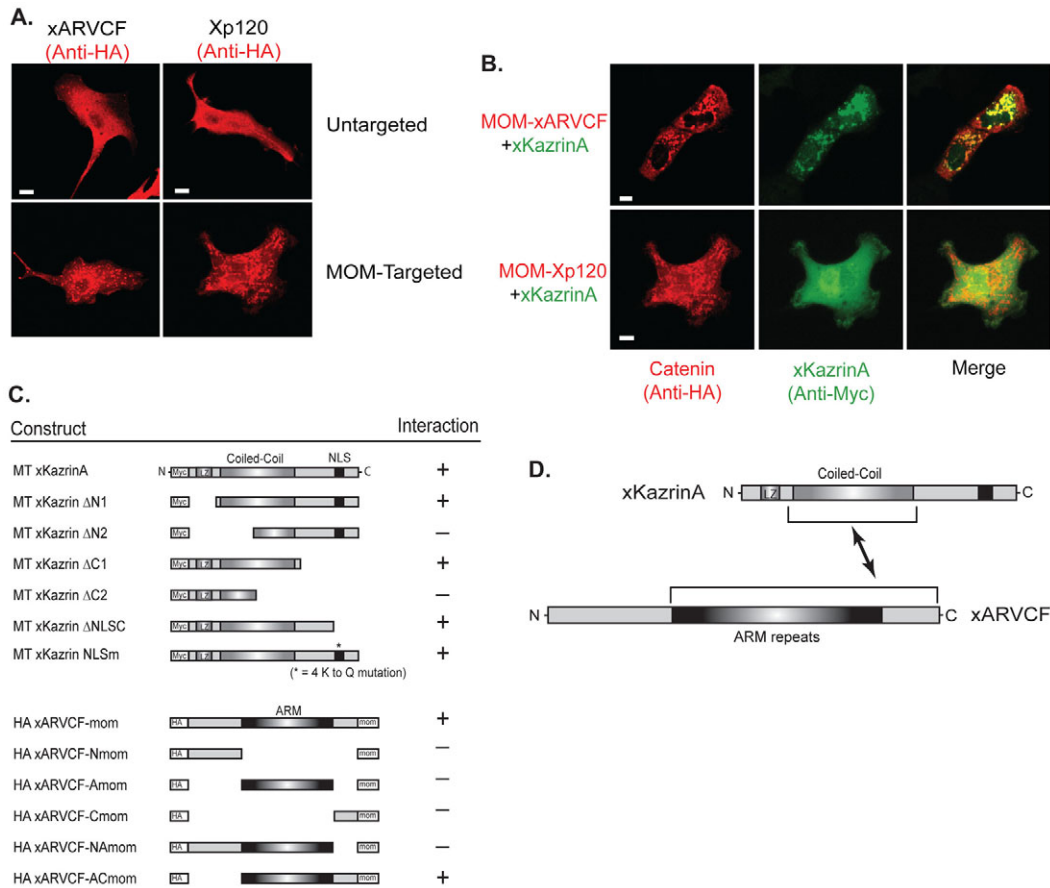 A.
xARVCF
(Anti-HA)
Xp120
(Anti-HA)
Untargeted
MOM-Targeted
B.
MOM-xARVCF
+xKazrinA
MOM-Xp120
+xKazrinA
Catenin
(Anti-HA)
xKazrinA
(Anti-Myc)
Merge
C.
Construct Interaction
Coiled-Coil NLS
MT xKazrinA N Myc LZ C +
MT xKazrin ΔN1 Myc +
MT xKazrin ΔN2 Myc –
MT xKazrin ΔC1 Myc LZ +
MT xKazrin ΔC2 Myc LZ –
MT xKazrin ΔNLSC Myc LZ +
*
MT xKazrin NLSm Myc LZ +
(* = 4 K to Q mutation)
ARM
HA xARVCF-mom HA mom +
HA xARVCF-Nmom HA mom –
HA xARVCF-Amom HA mom –
HA xARVCF-Cmom HA mom –
HA xARVCF-NAmom HA mom –
HA xARVCF-ACmom HA mom +
D.
Coiled-Coil
xKazrinA N LZ C
N C xARVCF
ARM repeats